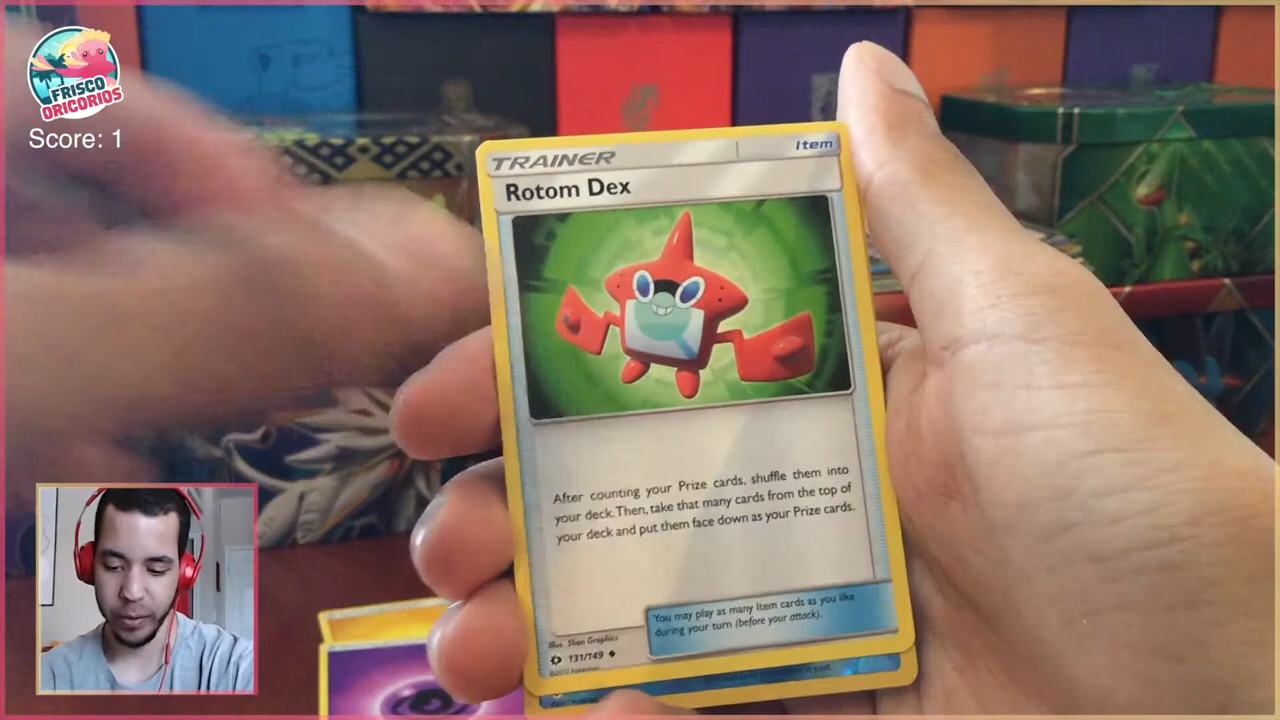 FRISCO
ORICORIOS
Score: 1
TRAINER
Item
Rotom Dex
After counting your Prize cards, shuffle them into
your deck. Then, take that many cards from the top of
your deck and put them face down as your Prize cards.
You may play as many Item cards as you like
during your turn (before your attack).
Illus. Sban Graphics
131/149
©2017 Pokémon